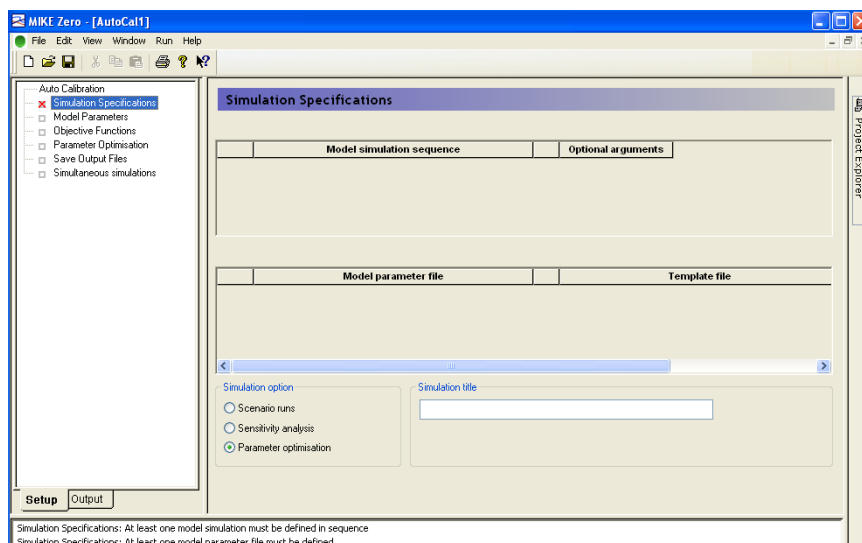 MIKE Zero - [AutoCal1]
File Edit View Window Run Help
Auto Calibration
Simulation Specifications
Model Parameters
Objective Functions
Parameter Optimisation
Save Output Files
Simultaneous simulations
Setup Output
Simulation Specifications
Model simulation sequence Optional arguments
Model parameter file Template file
Simulation option
Scenario runs
Sensitivity analysis
Parameter optimisation
Simulation title
Project Explorer
Simulation Specifications: At least one model simulation must be defined in sequence
Simulation Specifications: At least one model parameter file must be defined